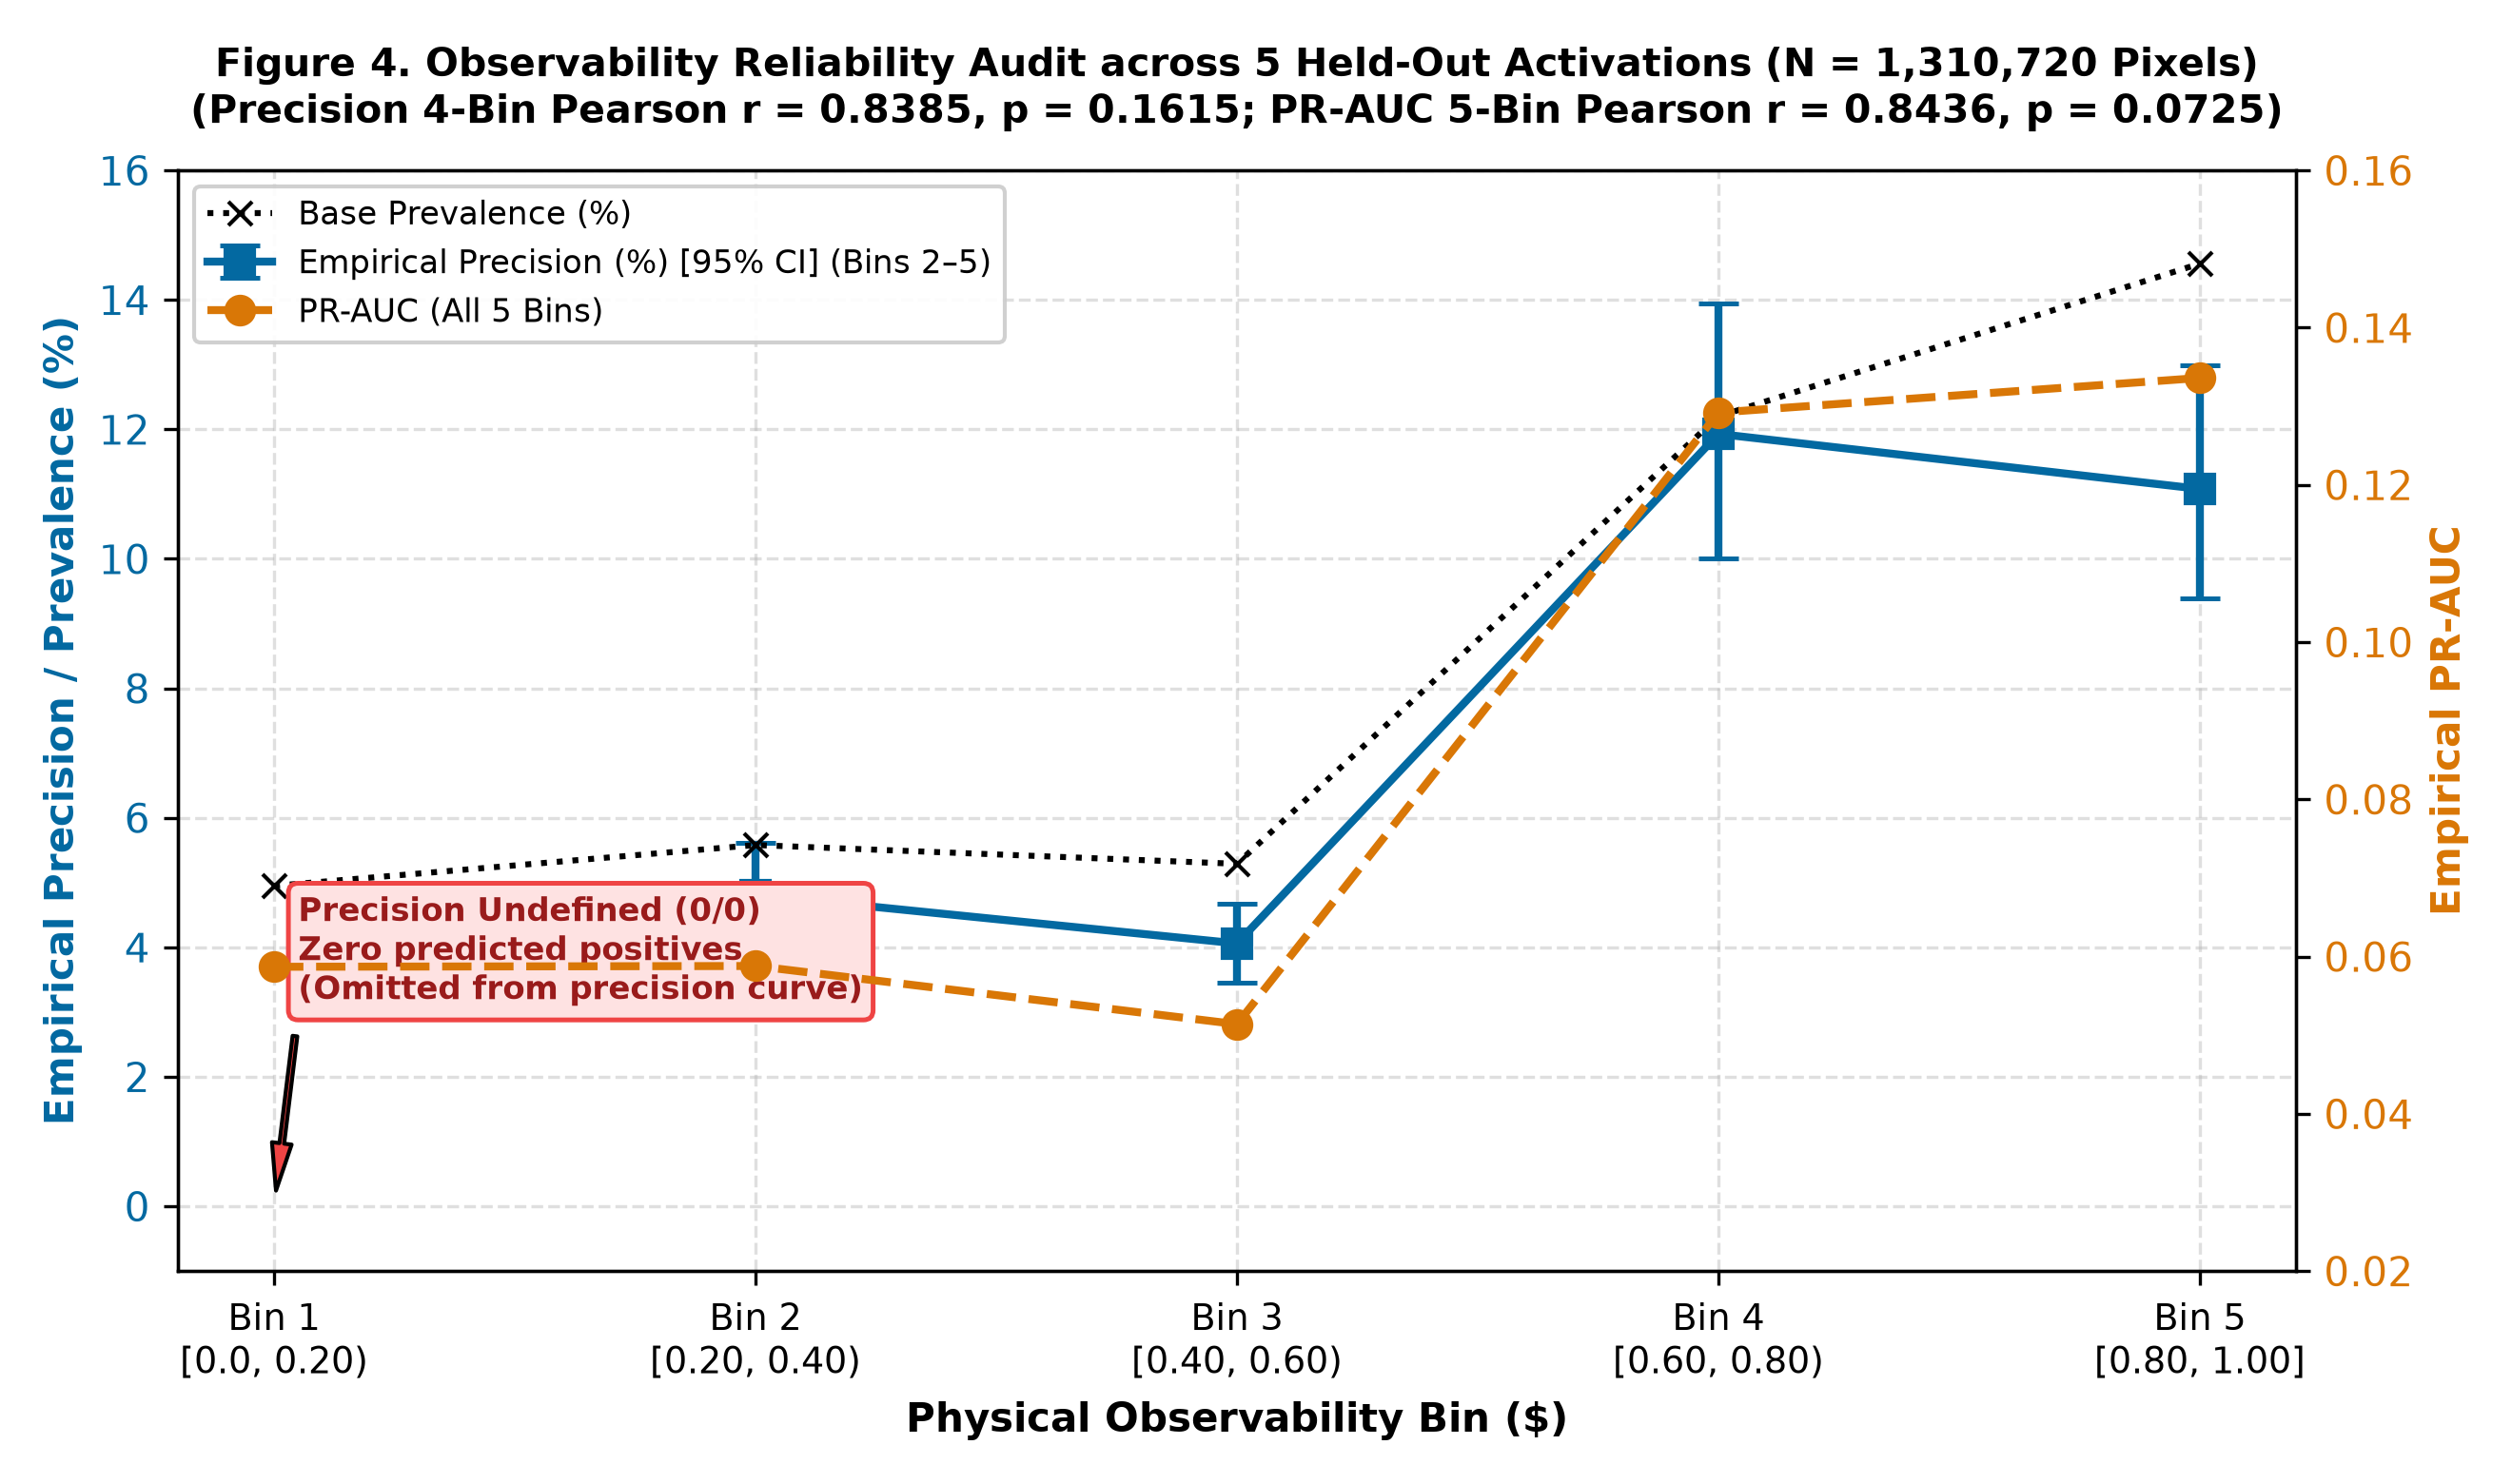 Figure 4. Observability Reliability Audit across 5 Held-Out Activations (N = 1,310,720 Pixels)
(Precision 4-Bin Pearson r = 0.8385, p = 0.1615; PR-AUC 5-Bin Pearson r = 0.8436, p = 0.0725)
Base Prevalence (%)
Empirical Precision (%) [95% CI] (Bins 2–5)
PR-AUC (All 5 Bins)
Empirical Precision / Prevalence (%)
16
14
12
10
8
6
4
2
0
Precision Undefined (0/0)
Zero predicted positives
(Omitted from precision curve)
0.16
0.14
0.12
0.10
0.08
0.06
0.04
0.02
Empirical PR-AUC
Bin 1
[0.0, 0.20)
Bin 2
[0.20, 0.40)
Bin 3
[0.40, 0.60)
Bin 4
[0.60, 0.80)
Bin 5
[0.80, 1.00]
Physical Observability Bin ($)